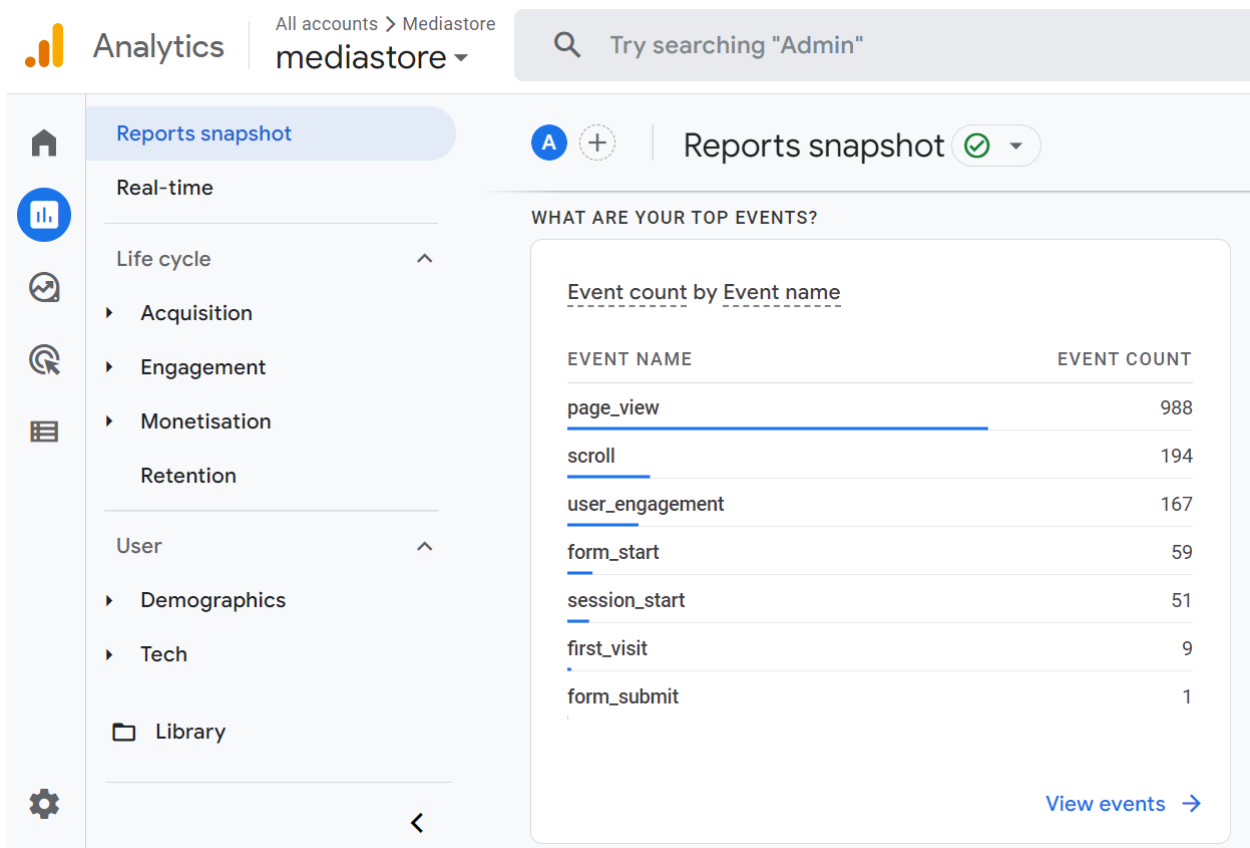 Analytics
All accounts > Mediastore
mediastore
Try searching "Admin"
Reports snapshot
Real-time
Life cycle
Acquisition
Engagement
Monetisation
Retention
User
Demographics
Tech
Library
A
Reports snapshot
WHAT ARE YOUR TOP EVENTS?
Event count by Event name
EVENT NAME EVENT COUNT
page_view 988
scroll 194
user_engagement 167
form_start 59
session_start 51
first_visit 9
form_submit 1
View events